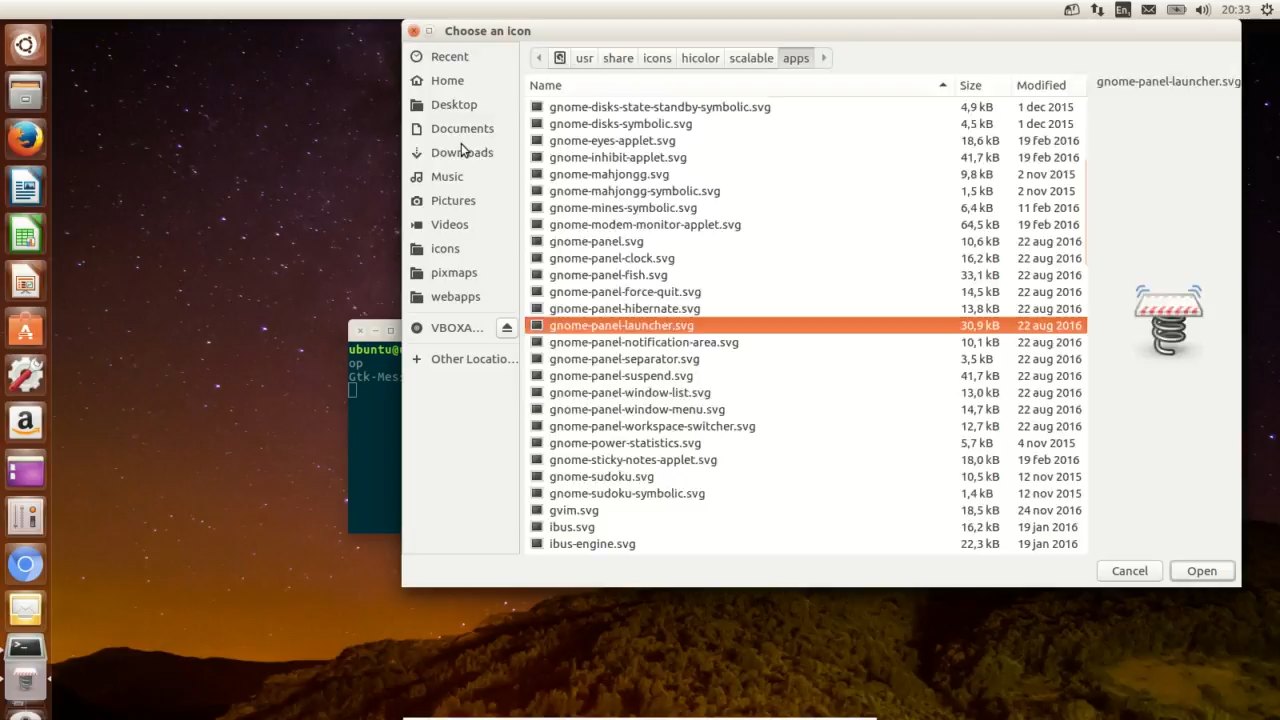 En
20:33
Choose an icon
Recent
Home
Desktop
Documents
Downloads
Music
Pictures
Videos
icons
pixmaps
webapps
VBOXA...
Other Locatio...
usr share icons hicolor scalable apps
Name Size Modified
gnome-disks-state-standby-symbolic.svg 4,9 kB 1 dec 2015
gnome-disks-symbolic.svg 4,5 kB 1 dec 2015
gnome-eyes-applet.svg 18,6 kB 19 feb 2016
gnome-inhibit-applet.svg 41,7 kB 19 feb 2016
gnome-mahjongg.svg 9,8 kB 2 nov 2015
gnome-mahjongg-symbolic.svg 1,5 kB 2 nov 2015
gnome-mines-symbolic.svg 6,4 kB 11 feb 2016
gnome-modem-monitor-applet.svg 64,5 kB 19 feb 2016
gnome-panel.svg 10,6 kB 22 aug 2016
gnome-panel-clock.svg 16,2 kB 22 aug 2016
gnome-panel-fish.svg 33,1 kB 22 aug 2016
gnome-panel-force-quit.svg 14,5 kB 22 aug 2016
gnome-panel-hibernate.svg 13,8 kB 22 aug 2016
gnome-panel-launcher.svg 30,9 kB 22 aug 2016
gnome-panel-notification-area.svg 10,1 kB 22 aug 2016
gnome-panel-separator.svg 3,5 kB 22 aug 2016
gnome-panel-suspend.svg 41,7 kB 22 aug 2016
gnome-panel-window-list.svg 13,0 kB 22 aug 2016
gnome-panel-window-menu.svg 14,7 kB 22 aug 2016
gnome-panel-workspace-switcher.svg 12,7 kB 22 aug 2016
gnome-power-statistics.svg 5,7 kB 4 nov 2015
gnome-sticky-notes-applet.svg 18,0 kB 19 feb 2016
gnome-sudoku.svg 10,5 kB 12 nov 2015
gnome-sudoku-symbolic.svg 1,4 kB 12 nov 2015
gvim.svg 18,5 kB 24 nov 2016
ibus.svg 16,2 kB 19 jan 2016
ibus-engine.svg 22,3 kB 19 jan 2016
gnome-panel-launcher.svg
Cancel Open
ubuntu@
op
Gtk-Mes